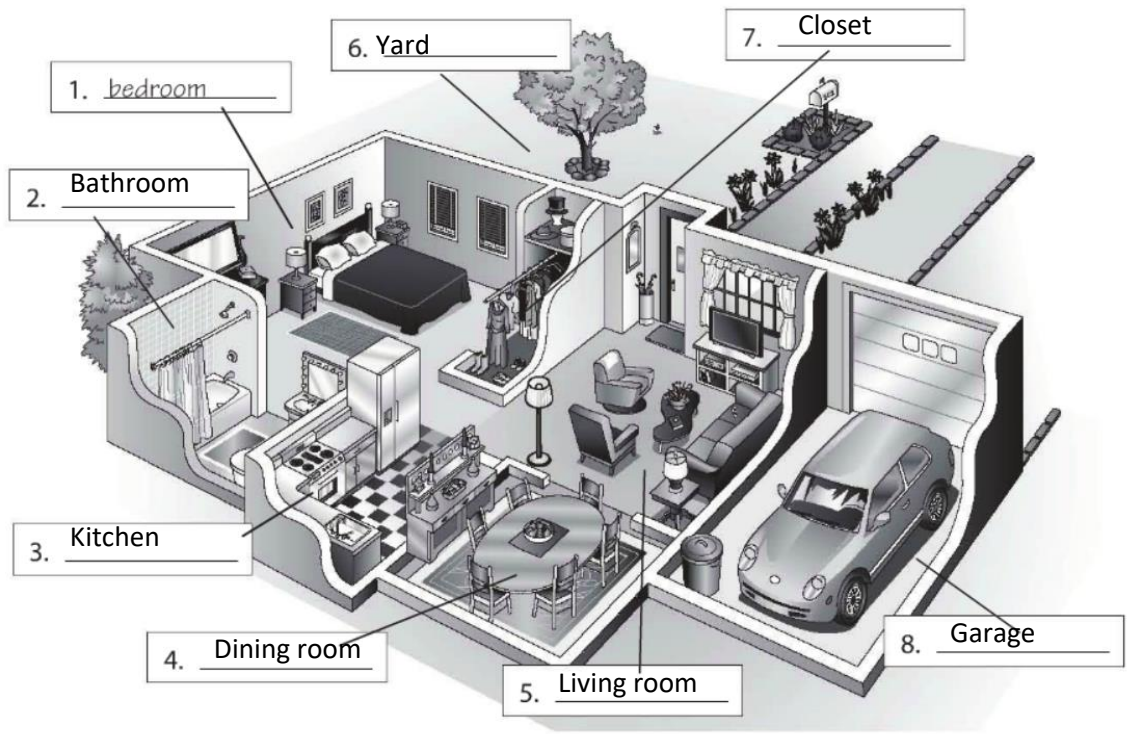 1. bedroom
2. Bathroom
3. Kitchen
4. Dining room
5. Living room
6. Yard
7. Closet
8. Garage